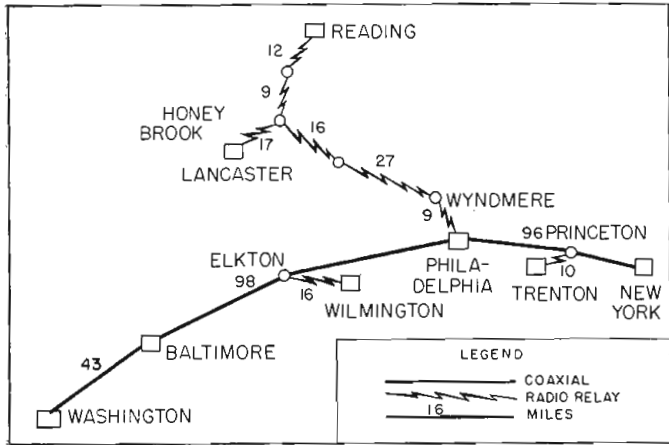 READING
12
9
HONEY
BROOK
17
16
LANCASTER
27
WYNDMERE
9
96 PRINCETON
ELKTON
98
16
WILMINGTON
PHILA-
DELPHIA
10
TRENTON
NEW
YORK
BALTIMORE
43
WASHINGTON
LEGEND
COAXIAL
RADIO RELAY
16
MILES